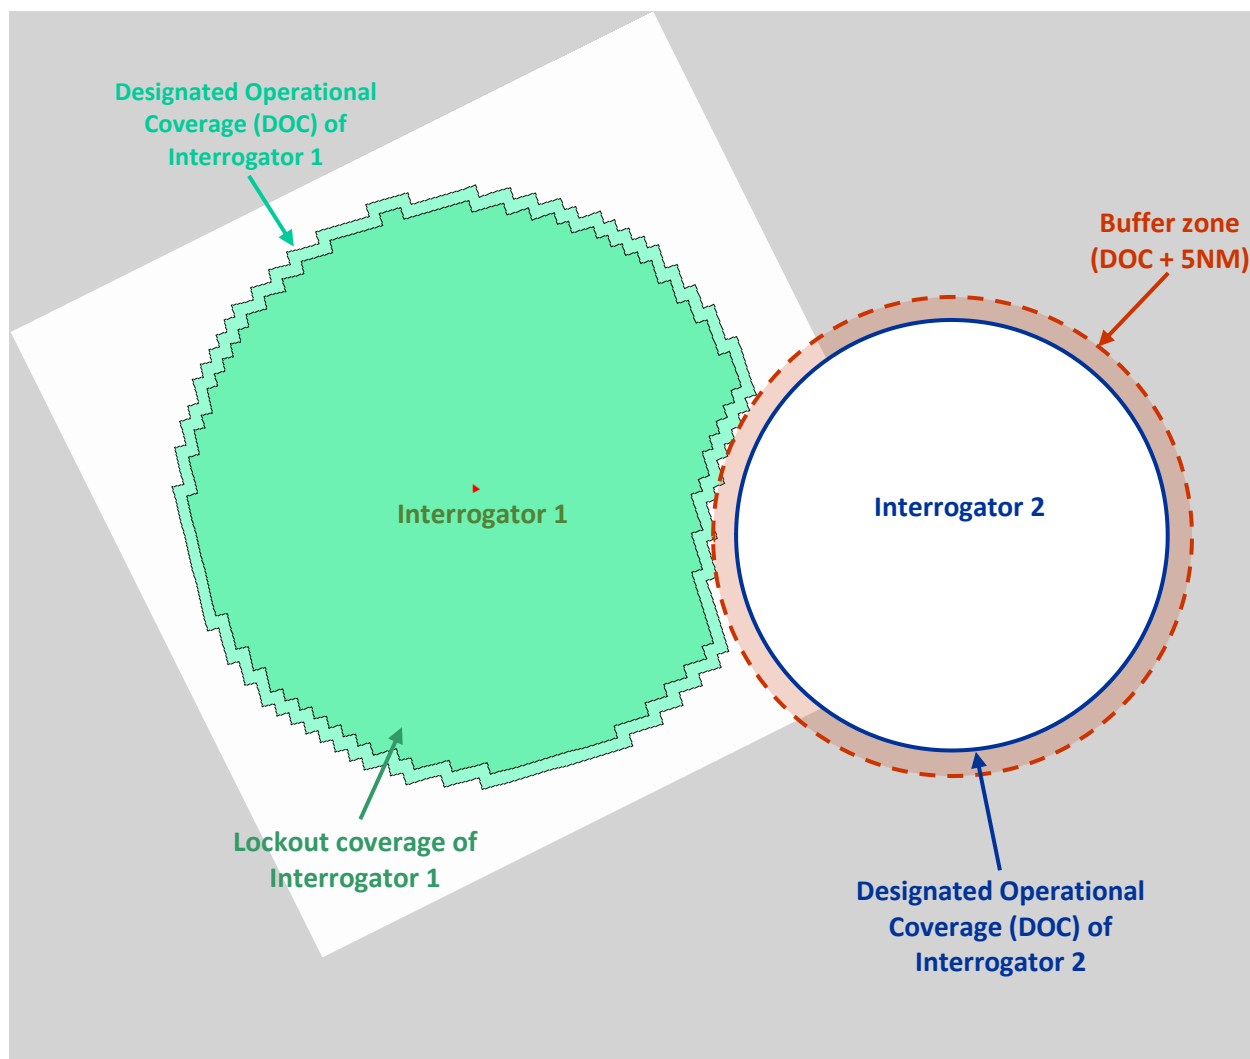 Designated Operational
Coverage (DOC) of
Interrogator 1
Buffer zone
(DOC + 5NM)
Interrogator 1
Interrogator 2
Lockout coverage of
Interrogator 1
Designated Operational
Coverage (DOC) of
Interrogator 2